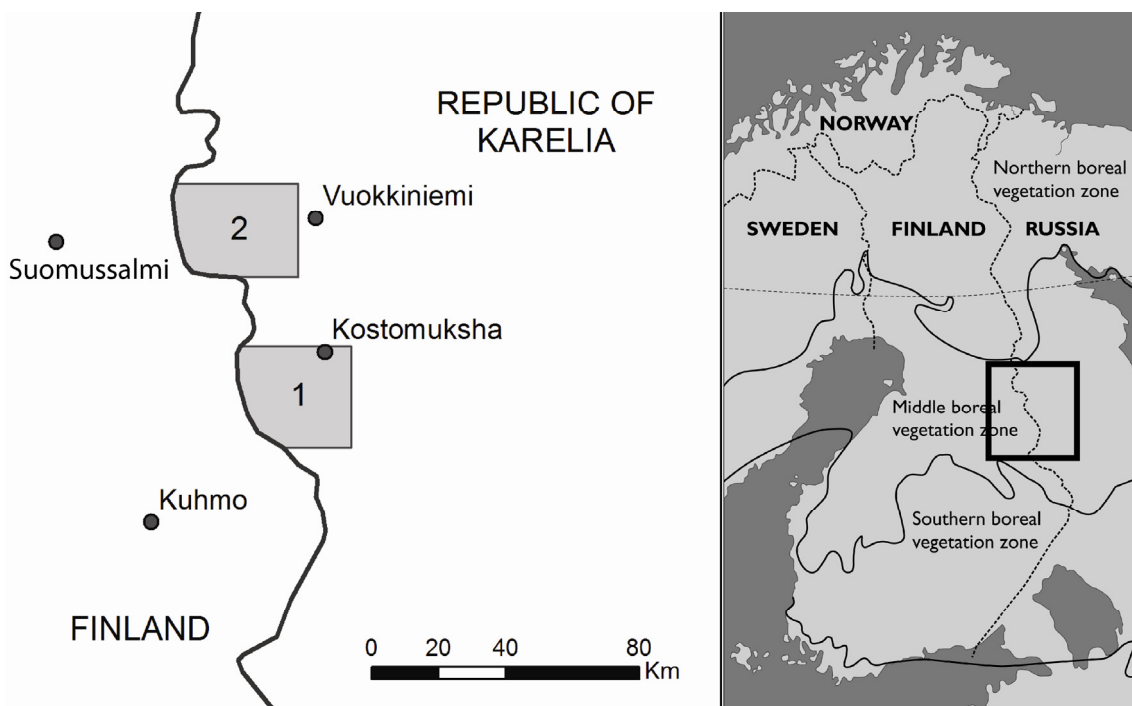 REPUBLIC OF
KARELIA
Vuokkiniemi
2
Suomussalmi
Kostomuksha
1
Kuhmo
FINLAND
0 20 40 80
Km
NORWAY
Northern boreal
vegetation zone
SWEDEN FINLAND RUSSIA
Middle boreal
vegetation zone
Southern boreal
vegetation zone